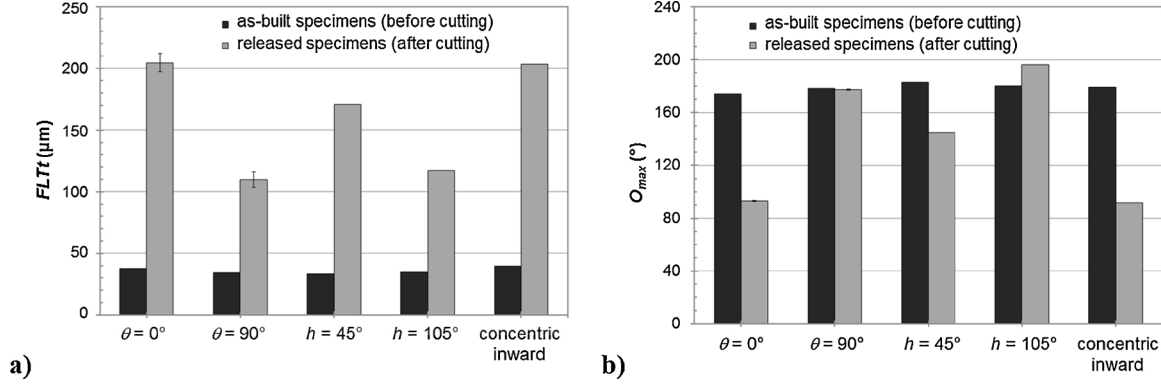 250
200
150
100
50
0
FLTt (µm)
as-built specimens (before cutting)
released specimens (after cutting)
θ = 0°
θ = 90°
h = 45°
h = 105°
concentric
inward
a)
240
200
160
120
80
40
0
Omax (°)
as-built specimens (before cutting)
released specimens (after cutting)
θ = 0°
θ = 90°
h = 45°
h = 105°
concentric
inward
b)